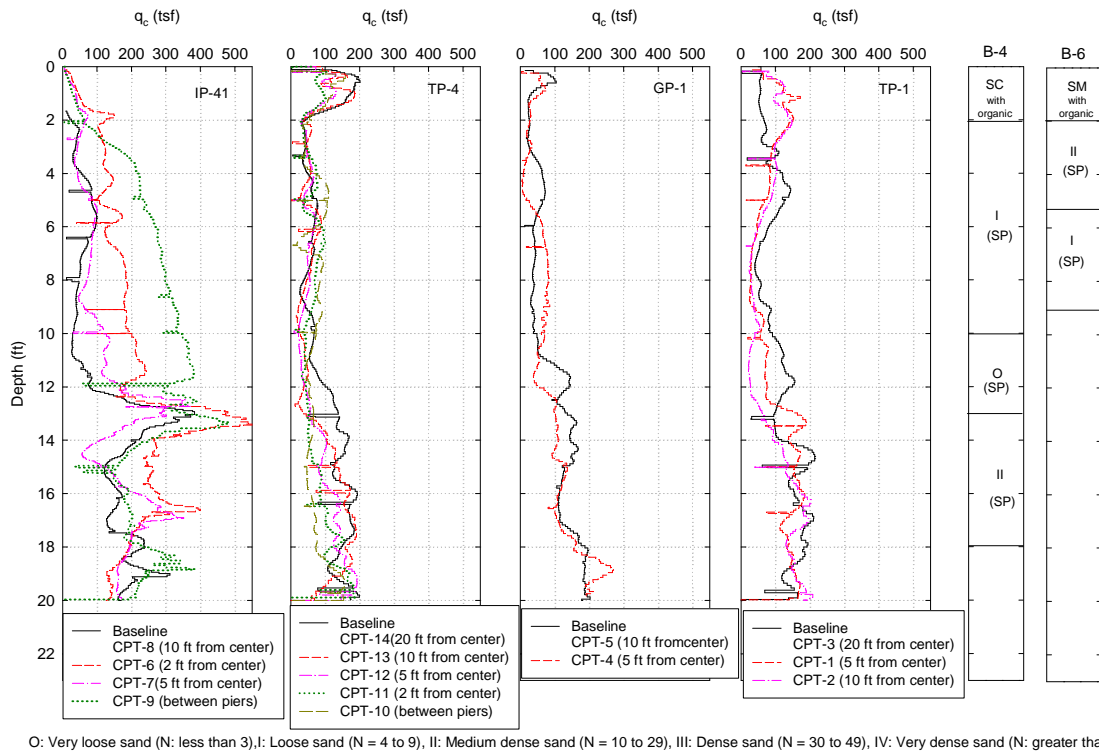 q_c (tsf)
q_c (tsf)
q_c (tsf)
q_c (tsf)
0 100 200 300 400 500
0 100 200 300 400 500
0 100 200 300 400 500
0 100 200 300 400 500
B-4
B-6
0
2
4
6
8
10
12
14
16
18
20
22
Depth (ft)
IP-41
TP-4
GP-1
TP-1
SC
with
organic
I
(SP)
O
(SP)
II
(SP)
SM
with
organic
II
(SP)
I
(SP)
Baseline
CPT-8 (10 ft from center)
CPT-6 (2 ft from center)
CPT-7(5 ft from center)
CPT-9 (between piers)
Baseline
CPT-14(20 ft from center)
CPT-13 (10 ft from center)
CPT-12 (5 ft from center)
CPT-11 (2 ft from center)
CPT-10 (between piers)
Baseline
CPT-5 (10 ft fromcenter)
CPT-4 (5 ft from center)
Baseline
CPT-3 (20 ft from center)
CPT-1 (5 ft from center)
CPT-2 (10 ft from center)
O: Very loose sand (N: less than 3),I: Loose sand (N = 4 to 9), II: Medium dense sand (N = 10 to 29), III: Dense sand (N = 30 to 49), IV: Very dense sand (N: greater tha